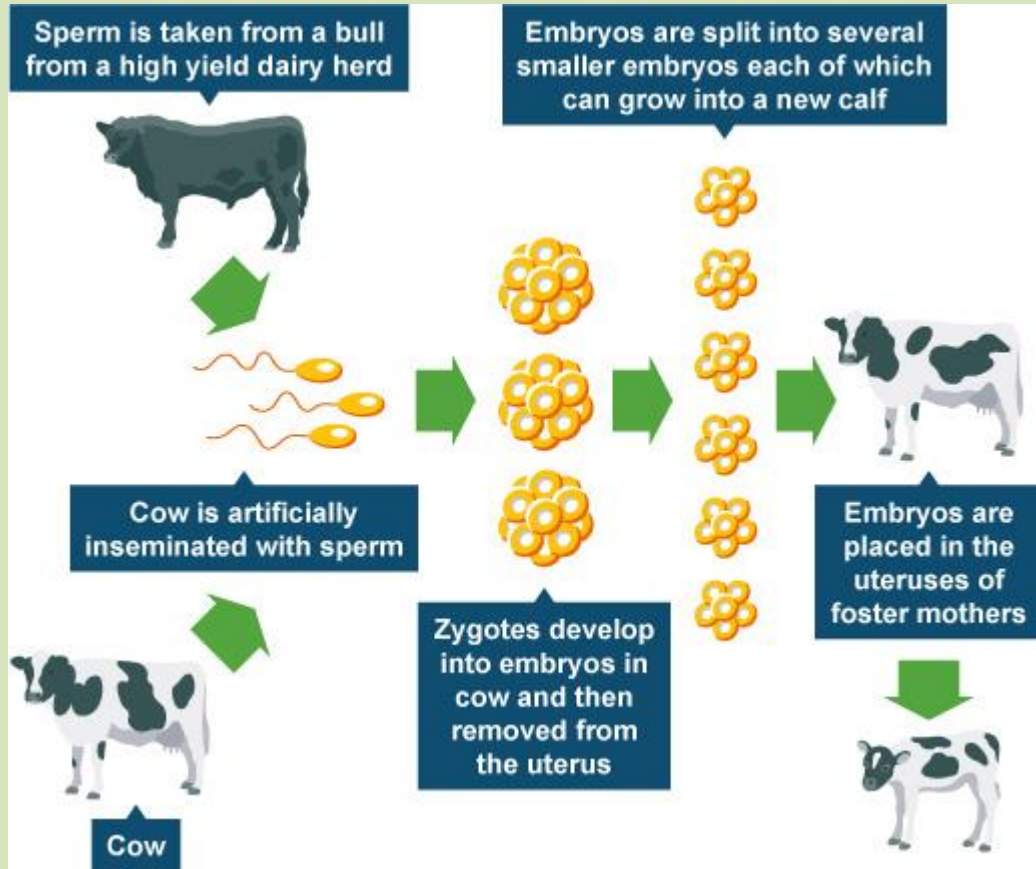 Sperm is taken from a bull
from a high yield dairy herd
Embryos are split into several
smaller embryos each of which
can grow into a new calf
Cow is artificially
inseminated with sperm
Zygotes develop
into embryos in
cow and then
removed from
the uterus
Embryos are
placed in the
uteruses of
foster mothers
Cow